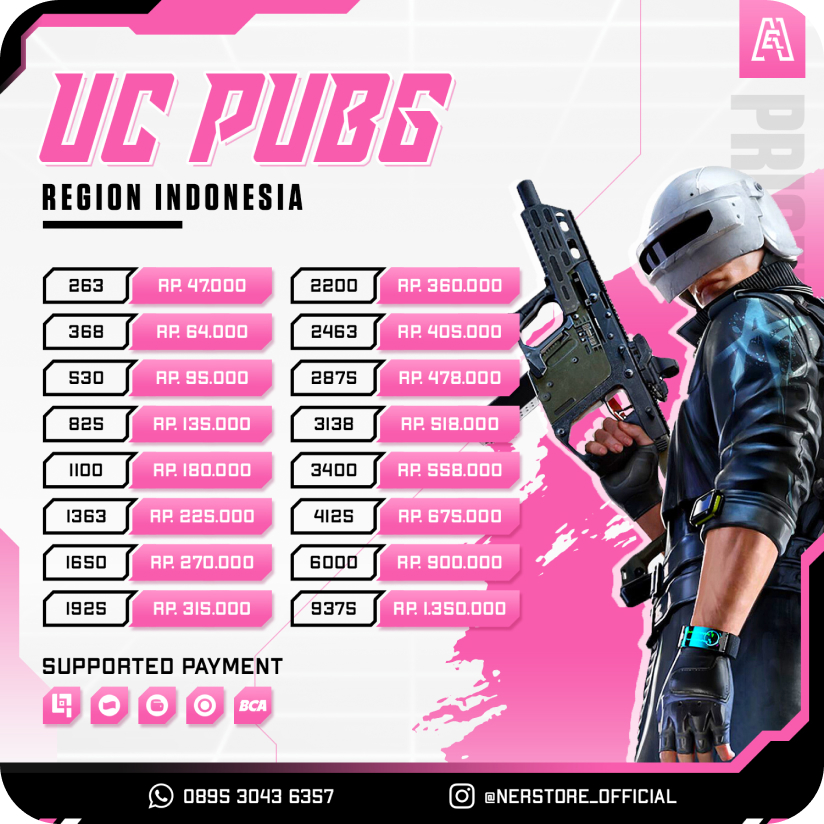 UC PUBG
REGION INDONESIA
263 RP. 47.000
368 RP. 64.000
530 RP. 95.000
825 RP. 135.000
1100 RP. 180.000
1363 RP. 225.000
1650 RP. 270.000
1925 RP. 315.000
2200 RP. 360.000
2463 RP. 405.000
2875 RP. 478.000
3138 RP. 518.000
3400 RP. 558.000
4125 RP. 675.000
6000 RP. 900.000
9375 RP. 1.350.000
SUPPORTED PAYMENT
BCA
0895 3043 6357
@NERSTORE_OFFICIAL